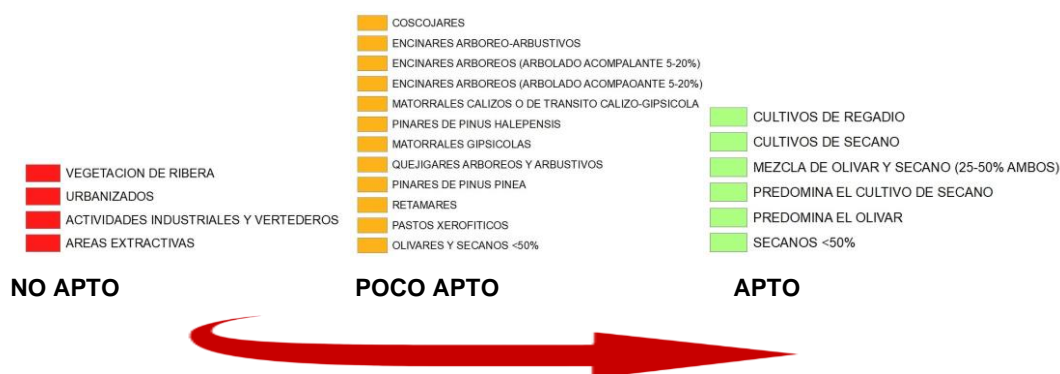 VEGETACION DE RIBERA
URBANIZADOS
ACTIVIDADES INDUSTRIALES Y VERTEDEROS
AREAS EXTRACTIVAS
NO APTO
COSCOJARES
ENCINARES ARBOREO-ARBUSTIVOS
ENCINARES ARBOREOS (ARBOLADO ACOMPALANTE 5-20%)
ENCINARES ARBOREOS (ARBOLADO ACOMPAOANTE 5-20%)
MATORRALES CALIZOS O DE TRANSITO CALIZO-GIPSICOLA
PINARES DE PINUS HALEPENSIS
MATORRALES GIPSICOLAS
QUEJIGARES ARBOREOS Y ARBUSTIVOS
PINARES DE PINUS PINEA
RETAMARES
PASTOS XEROFITICOS
OLIVARES Y SECANOS <50%
POCO APTO
CULTIVOS DE REGADIO
CULTIVOS DE SECANO
MEZCLA DE OLIVAR Y SECANO (25-50% AMBOS)
PREDOMINA EL CULTIVO DE SECANO
PREDOMINA EL OLIVAR
SECANOS <50%
APTO